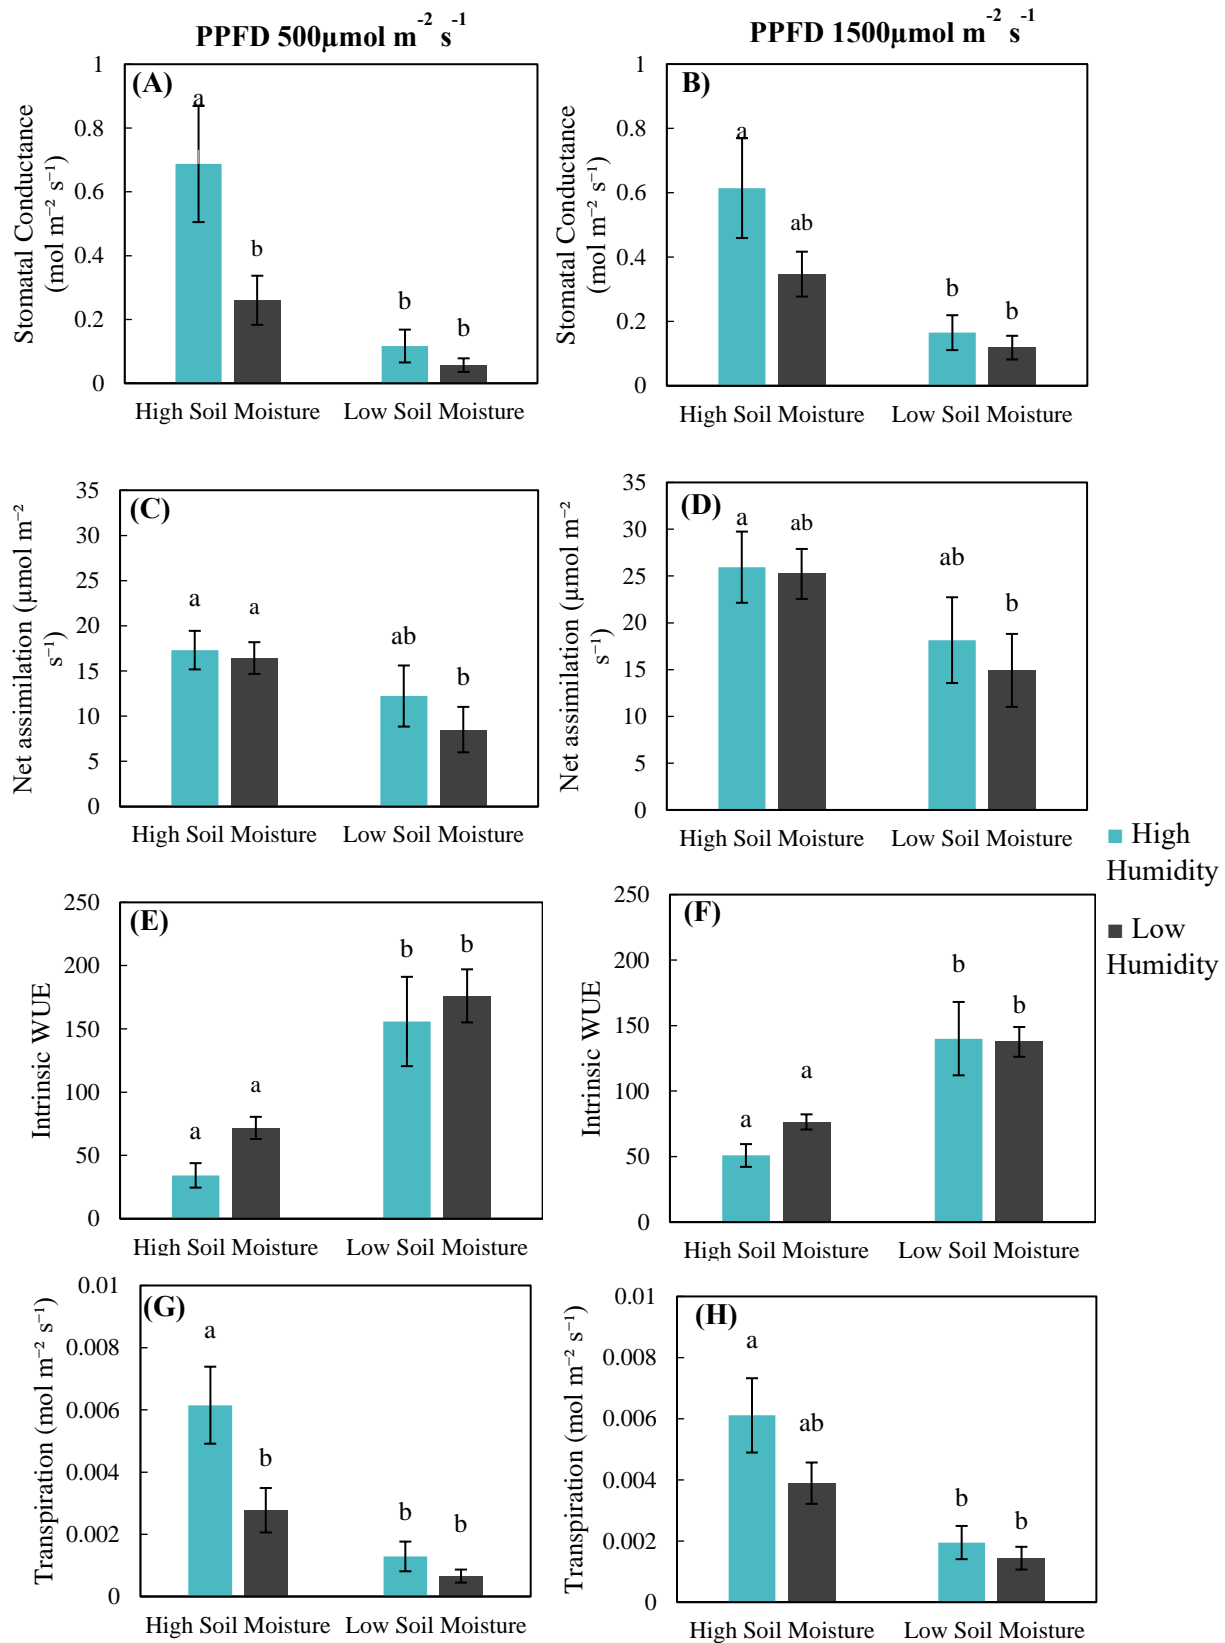 PPFD 500µmol m⁻² s⁻¹
PPFD 1500µmol m⁻² s⁻¹
(A)
Stomatal Conductance
(mol m⁻² s⁻¹)
1
0.8
0.6
0.4
0.2
0
a
b
b
b
High Soil Moisture
Low Soil Moisture
B)
Stomatal Conductance
(mol m⁻² s⁻¹)
1
0.8
0.6
0.4
0.2
0
a
ab
b
b
High Soil Moisture
Low Soil Moisture
(C)
Net assimilation (µmol m⁻²
s⁻¹)
35
30
25
20
15
10
5
0
a
a
ab
b
High Soil Moisture
Low Soil Moisture
(D)
Net assimilation (µmol m⁻²
s⁻¹)
35
30
25
20
15
10
5
0
a
ab
ab
b
High Soil Moisture
Low Soil Moisture
High
Humidity
Low
Humidity
(E)
Intrinsic WUE
250
200
150
100
50
0
a
a
b
b
High Soil Moisture
Low Soil Moisture
(F)
Intrinsic WUE
250
200
150
100
50
0
a
a
b
b
High Soil Moisture
Low Soil Moisture
(G)
Transpiration (mol m⁻² s⁻¹)
0.01
0.008
0.006
0.004
0.002
0
a
b
b
b
High Soil Moisture
Low Soil Moisture
(H)
Transpiration (mol m⁻² s⁻¹)
0.01
0.008
0.006
0.004
0.002
0
a
ab
b
b
High Soil Moisture
Low Soil Moisture